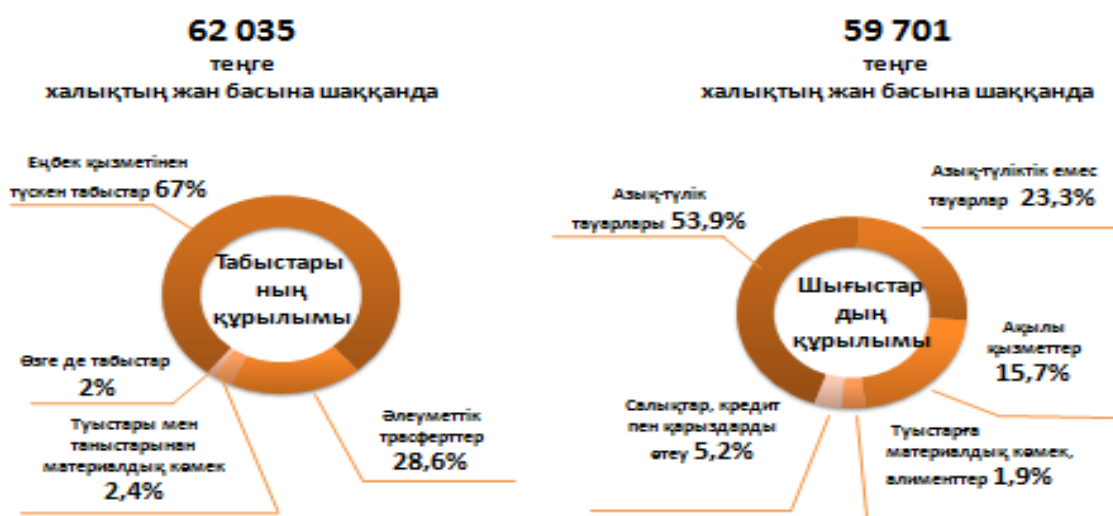 62 035
теңге
халықтың жан басына шаққанда
Еңбек қызметінен
түскен табыстар 67%
Табыстары
ның
құрылымы
Өзге де табыстар
2%
Туыстары мен
таныстарынан
материалдық көмек
2,4%
Әлеуметтік
трасферттер
28,6%
59 701
теңге
халықтың жан басына шаққанда
Азық-түлік
тауарлары 53,9%
Азық-түліктік емес
тауарлар 23,3%
Шығыстар
дың
құрылымы
Ақылы
қызметтер
15,7%
Салықтар, кредит
пен қарыздарды
өтеу 5,2%
Туыстарға
материалдық көмек,
алименттер 1,9%